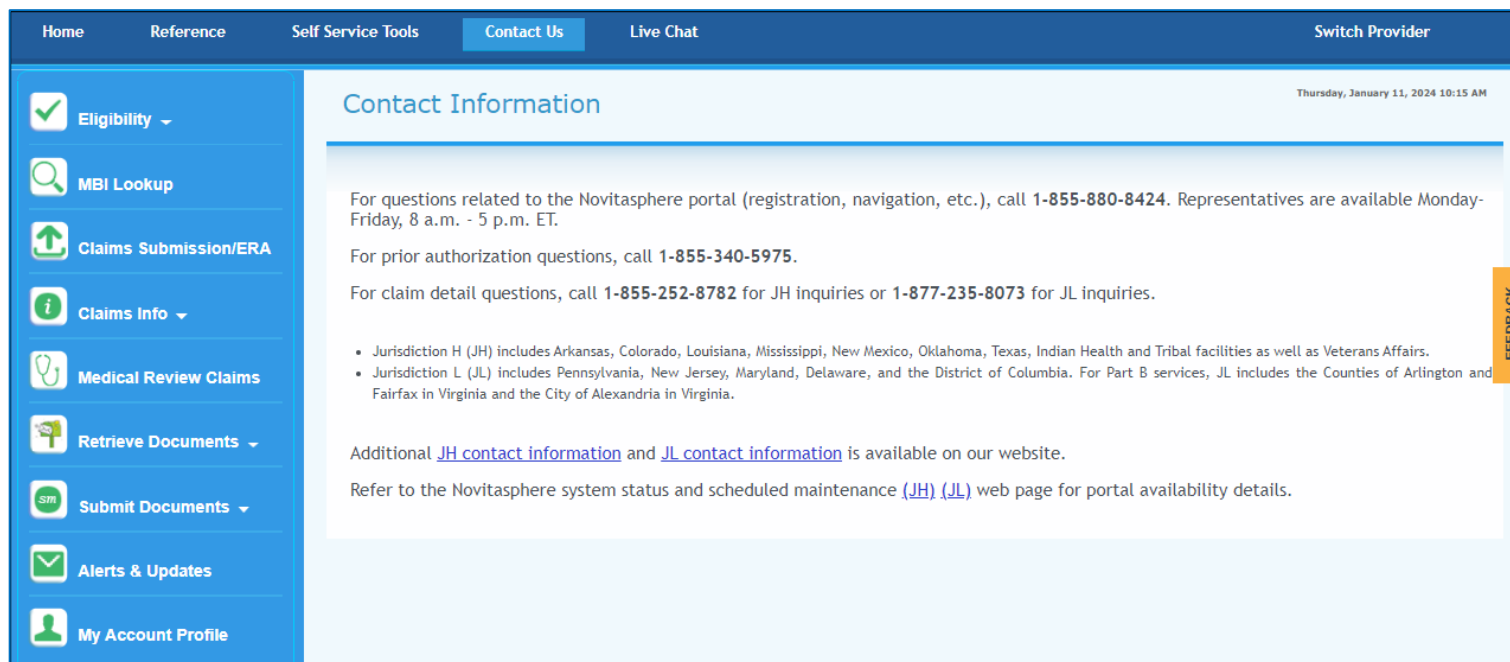 Home Reference Self Service Tools Contact Us Live Chat Switch Provider
Eligibility
MBI Lookup
Claims Submission/ERA
Claims Info
i
Medical Review Claims
Retrieve Documents
Submit Documents
sm
Alerts & Updates
My Account Profile
Contact Information
Thursday, January 11, 2024 10:15 AM
For questions related to the Novitasphere portal (registration, navigation, etc.), call 1-855-880-8424. Representatives are available Monday-
Friday, 8 a.m. - 5 p.m. ET.
For prior authorization questions, call 1-855-340-5975.
For claim detail questions, call 1-855-252-8782 for JH inquiries or 1-877-235-8073 for JL inquiries.
• Jurisdiction H (JH) includes Arkansas, Colorado, Louisiana, Mississippi, New Mexico, Oklahoma, Texas, Indian Health and Tribal facilities as well as Veterans Affairs.
• Jurisdiction L (JL) includes Pennsylvania, New Jersey, Maryland, Delaware, and the District of Columbia. For Part B services, JL includes the Counties of Arlington and
Fairfax in Virginia and the City of Alexandria in Virginia.
Additional JH contact information and JL contact information is available on our website.
Refer to the Novitasphere system status and scheduled maintenance (JH) (JL) web page for portal availability details.
FEEDBACK